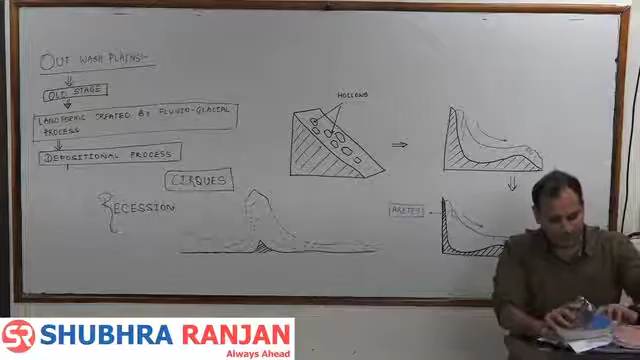 OUT WASH PLAINS:-
OLD STAGE
LANDFORMS CREATED BY FLUVIO-GLACIAL
PROCESS
DEPOSITIONAL PROCESS
CIRQUES
RECESSION
HOLLOWS
ARETES
SR SHUBHRA RANJAN
Always Ahead